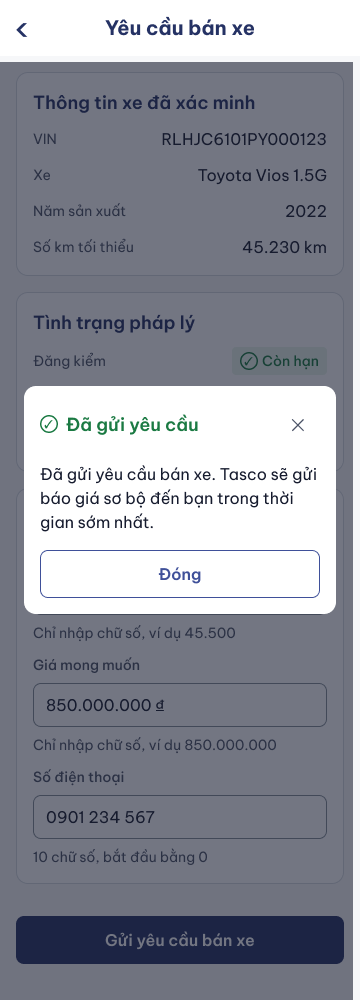 Yêu cầu bán xe
Thông tin xe đã xác minh
VIN RLHJC6101PY000123
Xe Toyota Vios 1.5G
Năm sản xuất 2022
Số km tối thiểu 45.230 km
Tình trạng pháp lý
Đăng kiểm Còn hạn
Đã gửi yêu cầu
Đã gửi yêu cầu bán xe. Tasco sẽ gửi
báo giá sơ bộ đến bạn trong thời
gian sớm nhất.
Đóng
Chỉ nhập chữ số, ví dụ 45.500
Giá mong muốn
850.000.000 ₫
Chỉ nhập chữ số, ví dụ 850.000.000
Số điện thoại
0901 234 567
10 chữ số, bắt đầu bằng 0
Gửi yêu cầu bán xe